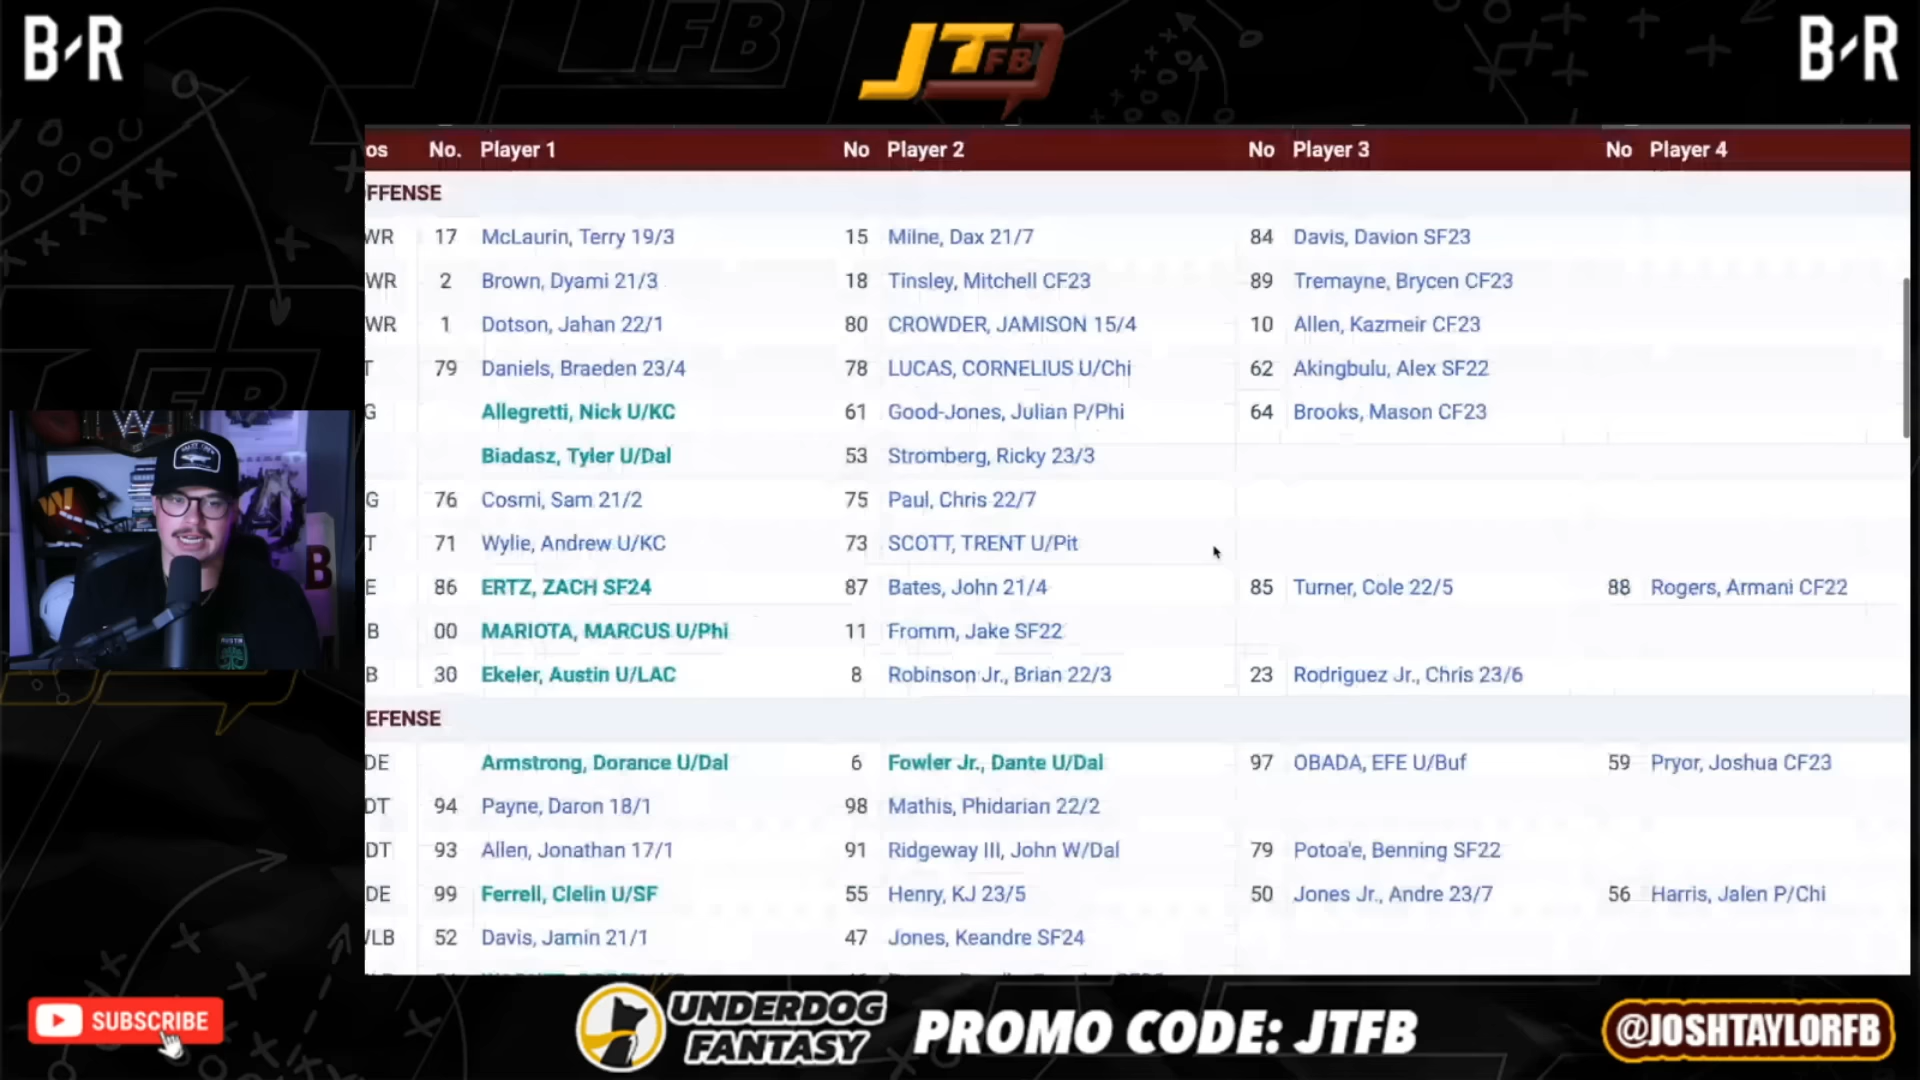 B/R
JTFB
B/R
os No. Player 1 No Player 2 No Player 3 No Player 4
FFENSE
WR 17 McLaurin, Terry 19/3 15 Milne, Dax 21/7 84 Davis, Davion SF23
WR 2 Brown, Dyami 21/3 18 Tinsley, Mitchell CF23 89 Tremayne, Brycen CF23
WR 1 Dotson, Jahan 22/1 80 CROWDER, JAMISON 15/4 10 Allen, Kazmeir CF23
T 79 Daniels, Braeden 23/4 78 LUCAS, CORNELIUS U/Chi 62 Akingbulu, Alex SF22
G Allegretti, Nick U/KC 61 Good-Jones, Julian P/Phi 64 Brooks, Mason CF23
Biadasz, Tyler U/Dal 53 Stromberg, Ricky 23/3
G 76 Cosmi, Sam 21/2 75 Paul, Chris 22/7
T 71 Wylie, Andrew U/KC 73 SCOTT, TRENT U/Pit
E 86 ERTZ, ZACH SF24 87 Bates, John 21/4 85 Turner, Cole 22/5 88 Rogers, Armani CF22
B 00 MARIOTA, MARCUS U/Phi 11 Fromm, Jake SF22
B 30 Ekeler, Austin U/LAC 8 Robinson Jr., Brian 22/3 23 Rodriguez Jr., Chris 23/6
EFENSE
DE Armstrong, Dorance U/Dal 6 Fowler Jr., Dante U/Dal 97 OBADA, EFE U/Buf 59 Pryor, Joshua CF23
DT 94 Payne, Daron 18/1 98 Mathis, Phidarian 22/2
DT 93 Allen, Jonathan 17/1 91 Ridgeway III, John W/Dal 79 Potoa'e, Benning SF22
DE 99 Ferrell, Clelin U/SF 55 Henry, KJ 23/5 50 Jones Jr., Andre 23/7 56 Harris, Jalen P/Chi
/LB 52 Davis, Jamin 21/1 47 Jones, Keandre SF24
SUBSCRIBE
UNDERDOG
FANTASY
PROMO CODE: JTFB
@JOSHTAYLORFB